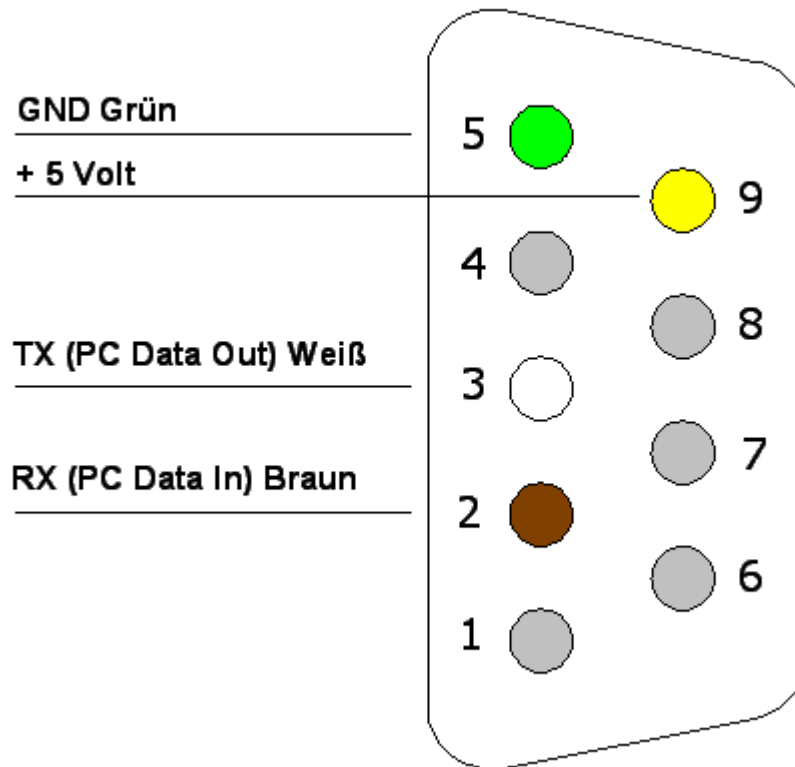 GND Grün
5
+ 5 Volt
9
4
8
TX (PC Data Out) Weiß
3
7
RX (PC Data In) Braun
2
6
1